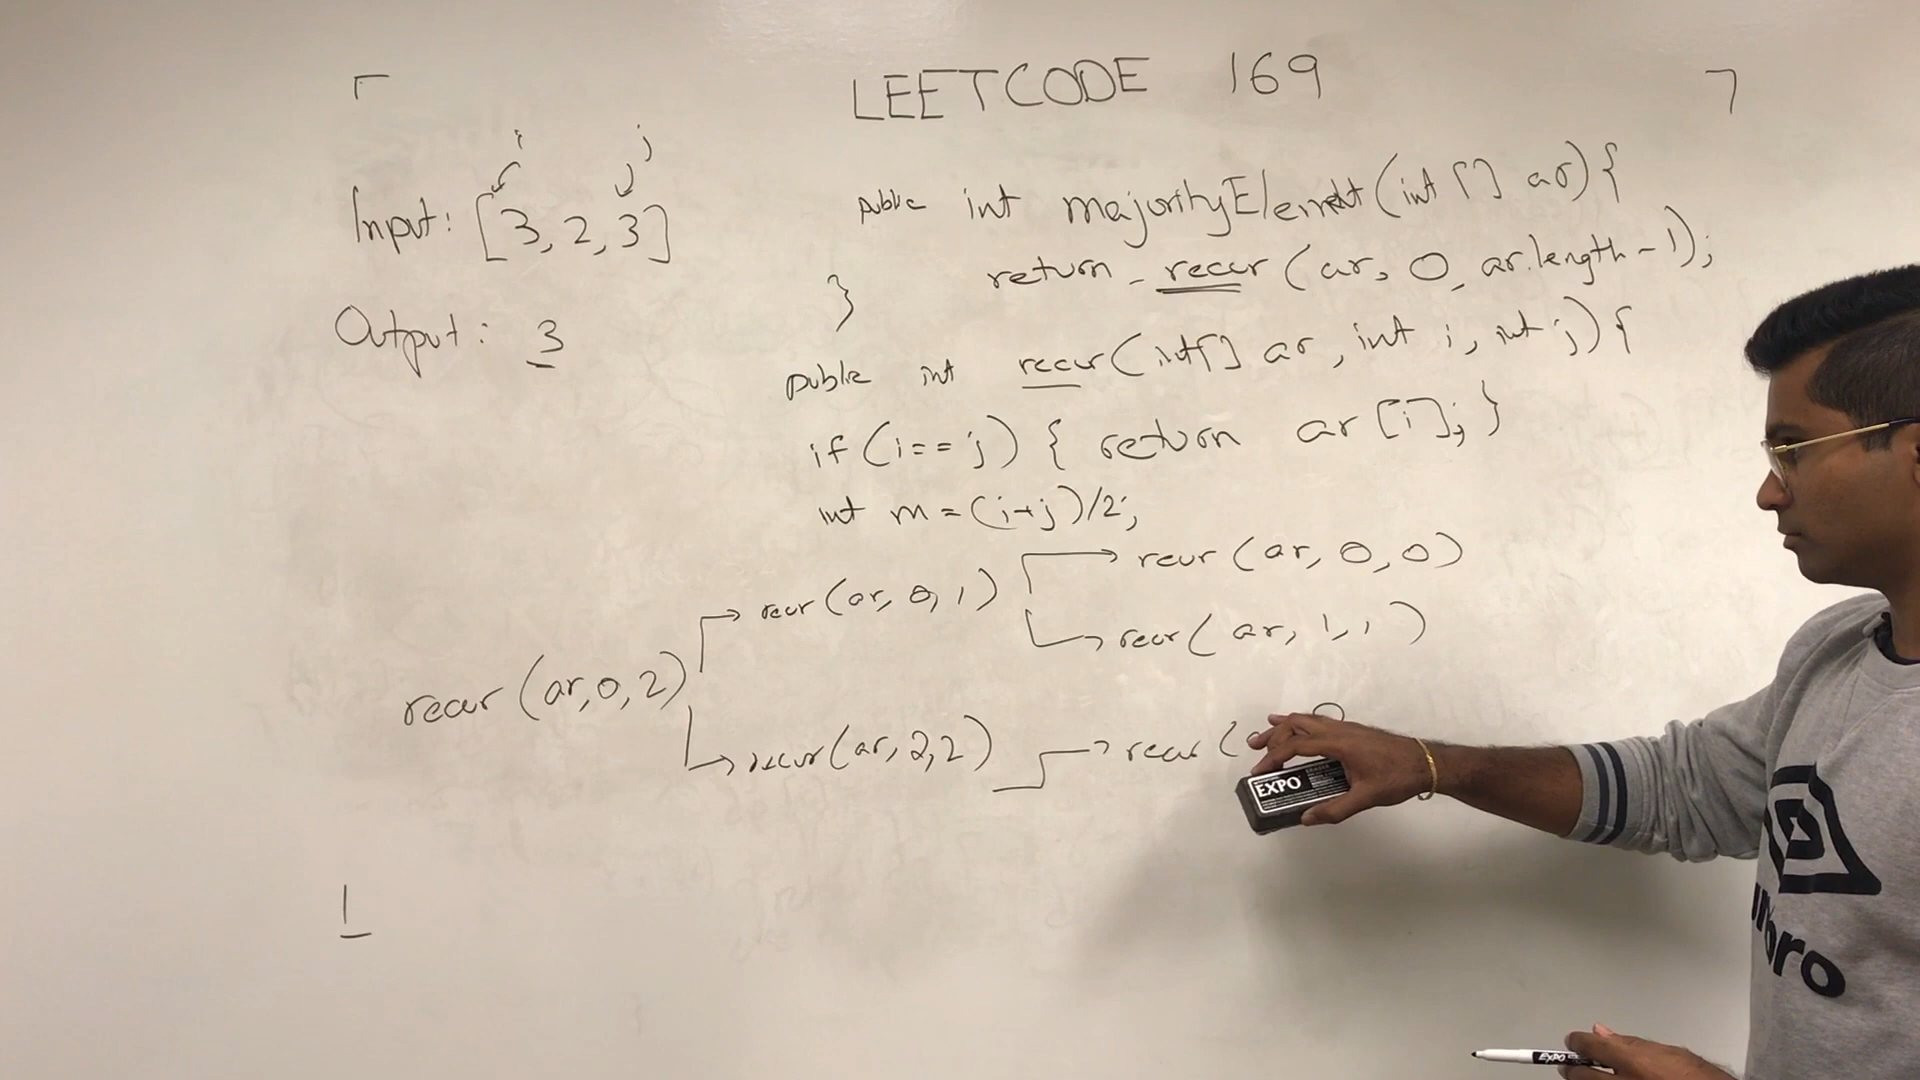 LEETCODE 169
i j
Input: [3, 2, 3]
Output: 3
public int majorityElement(int [] ar) {
return recur (ar, 0, ar.length - 1);
}
public int recur(int[] ar, int i, int j) {
if (i == j) { return ar [i]; }
int m = (i+j)/2;
recur (ar, 0, 2)
recur (ar, 0, 1)
recur (ar, 0, 0)
recur (ar, 1, 1)
recur (ar, 2, 2)
recur (
EXPO
EXPO